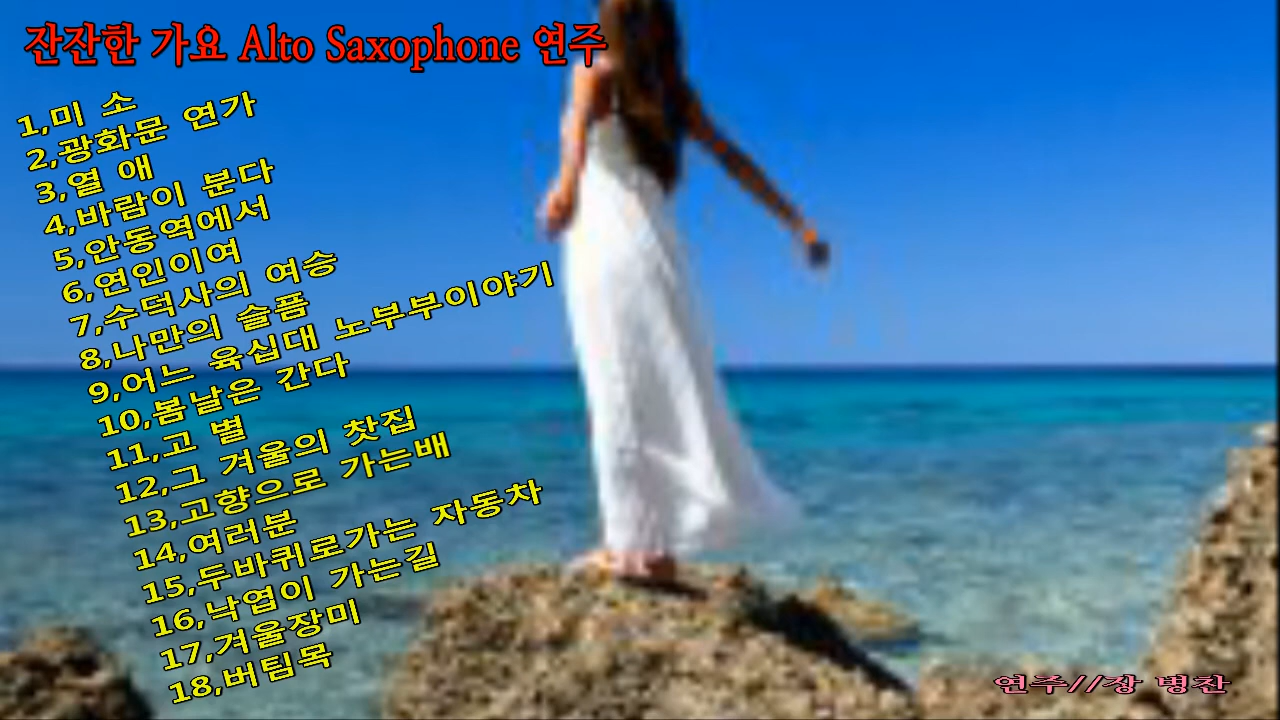 잔잔한 가요 Alto Saxophone 연주
1,미 소
2,광화문 연가
3,열 애
4,바람이 분다
5,안동역에서
6,연인이여
7,수덕사의 여승
8,나만의 슬픔
9,어느 육십대 노부부이야기
10,봄날은 간다
11,고 별
12,그 겨울의 찻집
13,고향으로 가는배
14,여러분
15,두바퀴로가는 자동차
16,낙엽이 가는길
17,겨울장미
18,버팀목
연주//장 병찬